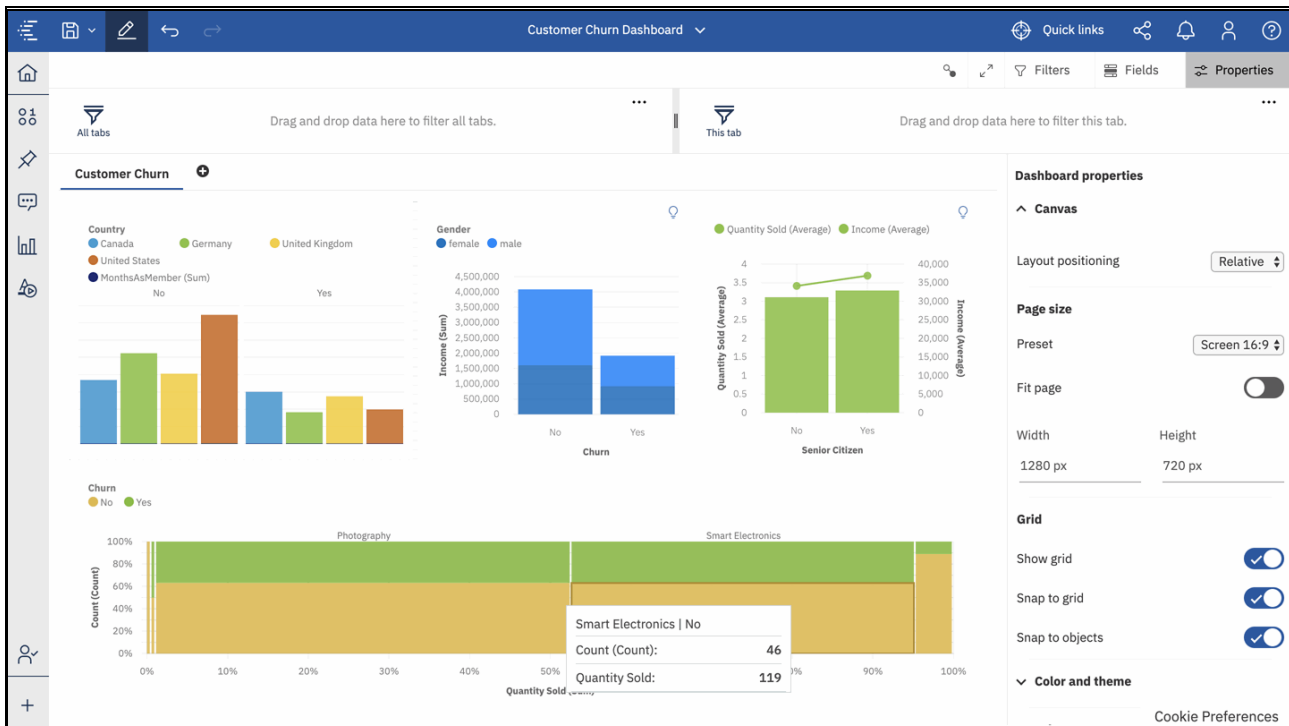 Customer Churn Dashboard
Quick links
Filters
Fields
Properties
All tabs
Drag and drop data here to filter all tabs.
This tab
Drag and drop data here to filter this tab.
Customer Churn
Country
Canada Germany United Kingdom
United States
MonthsAsMember (Sum)
No Yes
Gender
female male
4,500,000
4,000,000
3,500,000
3,000,000
2,500,000
2,000,000
1,500,000
1,000,000
500,000
0
Income (Sum)
No Yes
Churn
Quantity Sold (Average) Income (Average)
4
3.5
3
2.5
2
1.5
1
0.5
0
Quantity Sold (Average)
40,000
35,000
30,000
25,000
20,000
15,000
10,000
5,000
0
Income (Average)
No Yes
Senior Citizen
Churn
No Yes
Photography Smart Electronics
100%
80%
60%
40%
20%
0%
Count (Count)
0% 10% 20% 30% 40% 50% 90% 100%
Quantity Sold
Smart Electronics | No
Count (Count): 46
Quantity Sold: 119
Dashboard properties
Canvas
Layout positioning Relative
Page size
Preset Screen 16:9
Fit page
Width Height
1280 px 720 px
Grid
Show grid
Snap to grid
Snap to objects
Color and theme
Cookie Preferences